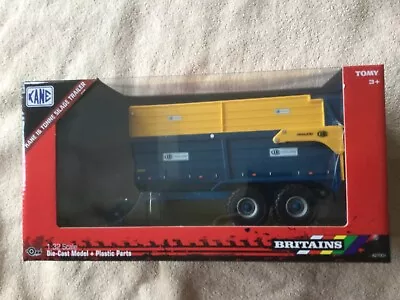 KANE
KANE 16 TONNE SILAGE TRAILER
TOMY
3+
1:32 Scale
Die-Cast Model + Plastic Parts
BRITAINS